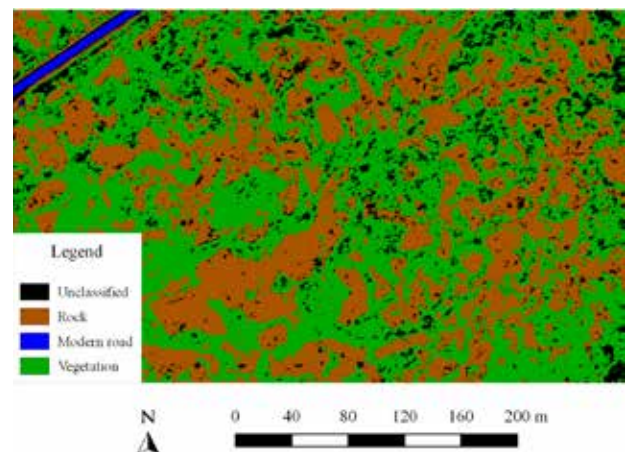 Legend
Unclassified
Rock
Modern road
Vegetation
N
0 40 80 120 160 200 m